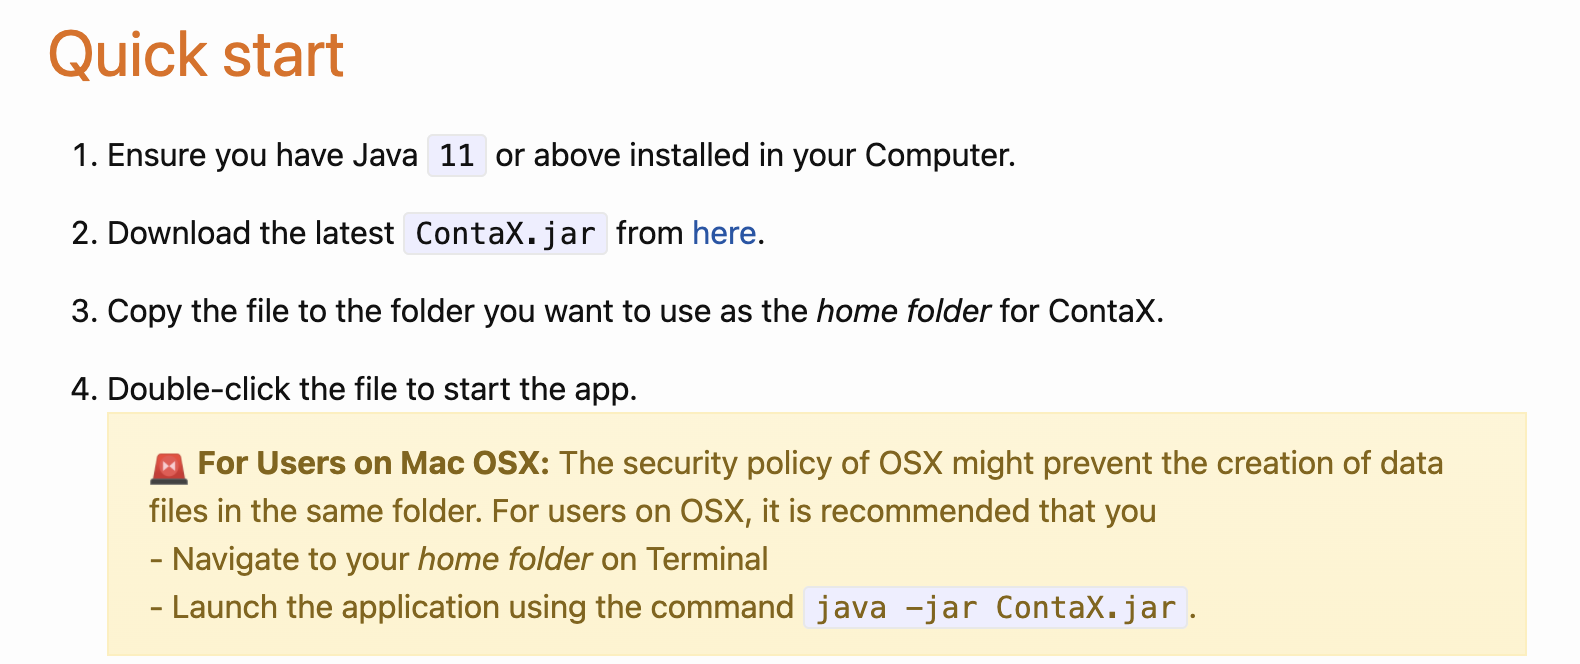 Quick start
1. Ensure you have Java 11 or above installed in your Computer.
2. Download the latest ContaX.jar from here.
3. Copy the file to the folder you want to use as the home folder for ContaX.
4. Double-click the file to start the app.
For Users on Mac OSX: The security policy of OSX might prevent the creation of data
files in the same folder. For users on OSX, it is recommended that you
- Navigate to your home folder on Terminal
- Launch the application using the command java -jar ContaX.jar.